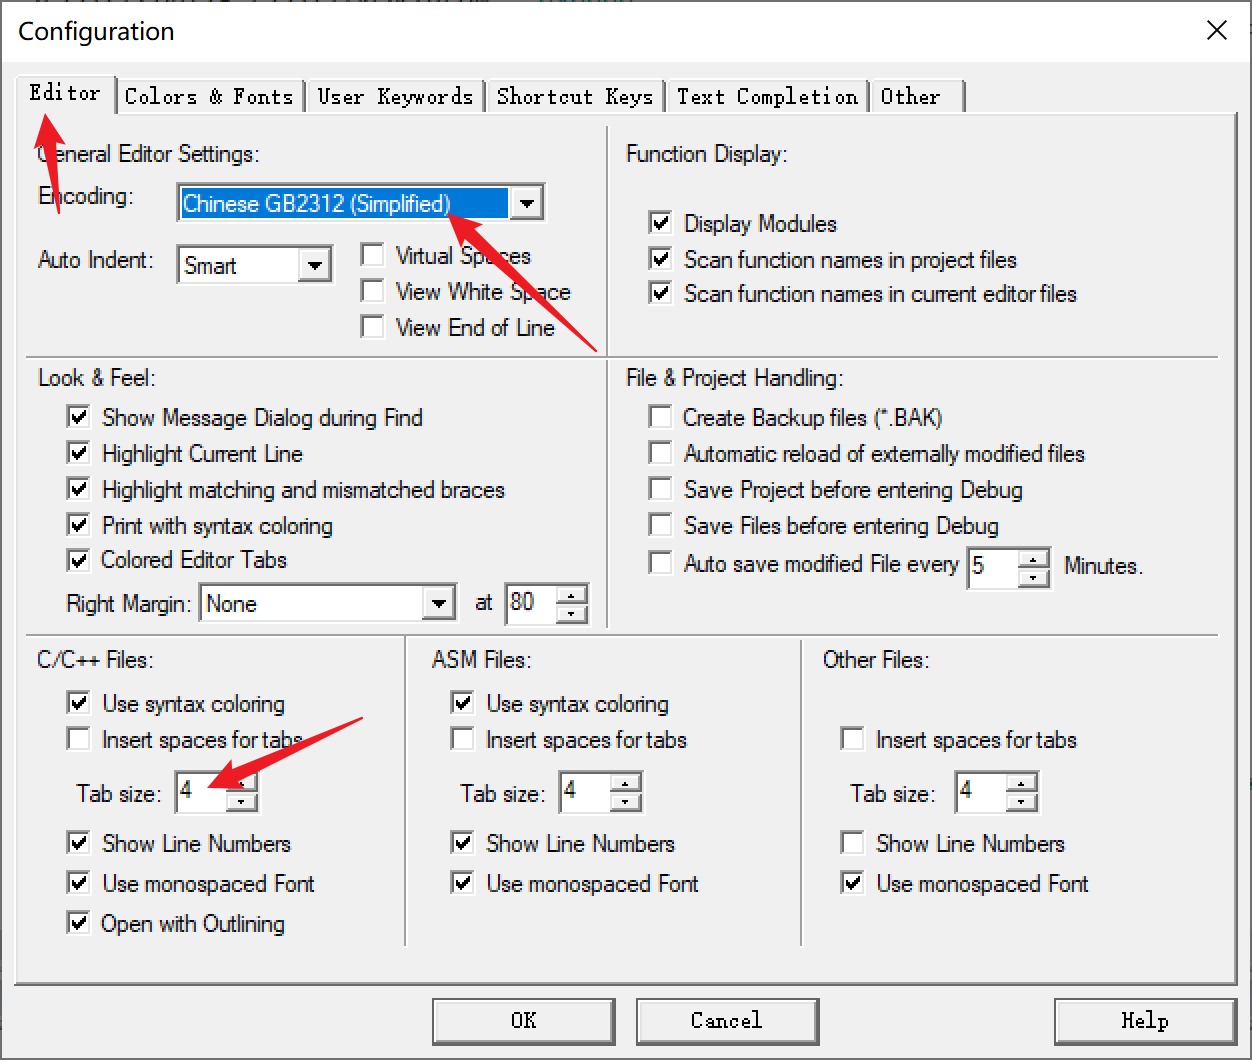 Configuration
Editor
Colors & Fonts
User Keywords
Shortcut Keys
Text Completion
Other
General Editor Settings:
Encoding:
Chinese GB2312 (Simplified)
Auto Indent:
Smart
Virtual Spaces
View White Space
View End of Line
Function Display:
Display Modules
Scan function names in project files
Scan function names in current editor files
Look & Feel:
Show Message Dialog during Find
Highlight Current Line
Highlight matching and mismatched braces
Print with syntax coloring
Colored Editor Tabs
Right Margin:
None
at
80
File & Project Handling:
Create Backup files (*.BAK)
Automatic reload of externally modified files
Save Project before entering Debug
Save Files before entering Debug
Auto save modified File every
5
Minutes.
C/C++ Files:
Use syntax coloring
Insert spaces for tabs
Tab size:
4
Show Line Numbers
Use monospaced Font
Open with Outlining
ASM Files:
Use syntax coloring
Insert spaces for tabs
Tab size:
4
Show Line Numbers
Use monospaced Font
Other Files:
Insert spaces for tabs
Tab size:
4
Show Line Numbers
Use monospaced Font
OK
Cancel
Help